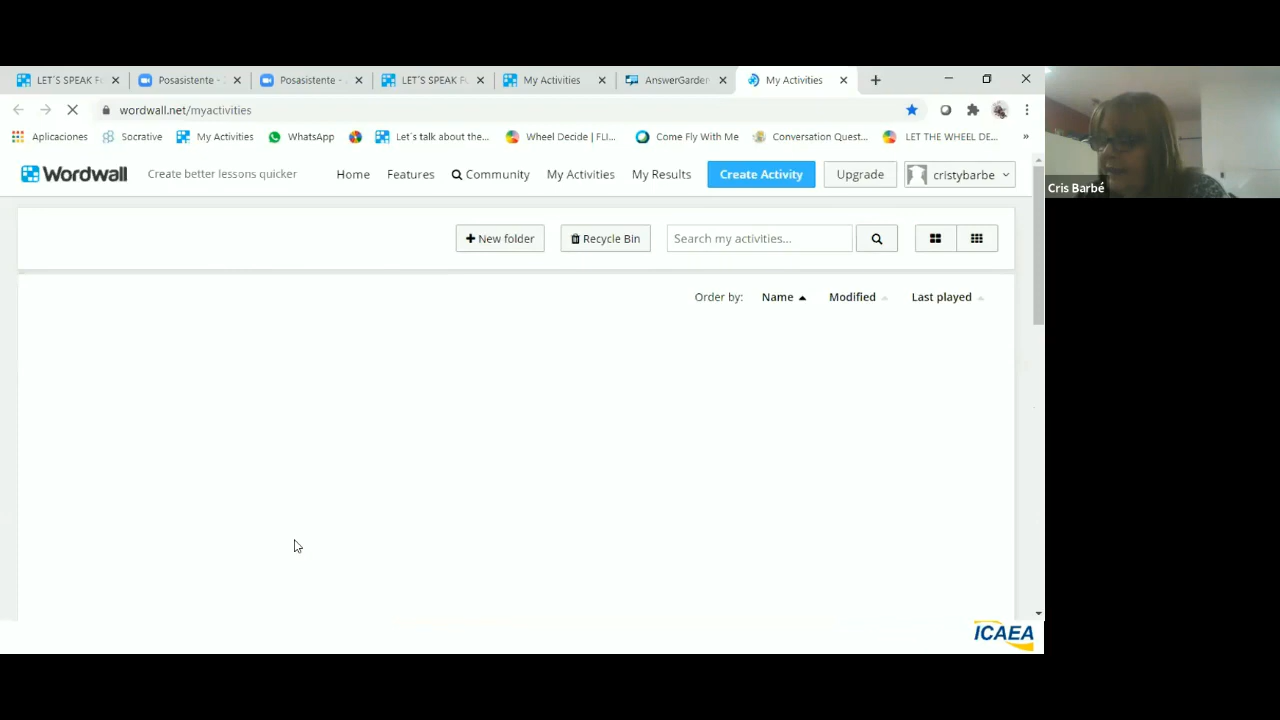 LET´S SPEAK Posasistente - Posasistente - LET´S SPEAK My Activities AnswerGarden My Activities
wordwall.net/myactivities
Aplicaciones Socrative My Activities WhatsApp Let´s talk about the... Wheel Decide | FLI... Come Fly With Me Conversation Quest... LET THE WHEEL DE... »
Wordwall Create better lessons quicker Home Features Community My Activities My Results Create Activity Upgrade cristybarbe
Cris Barbé
New folder Recycle Bin Search my activities...
Order by: Name Modified Last played
ICAEA